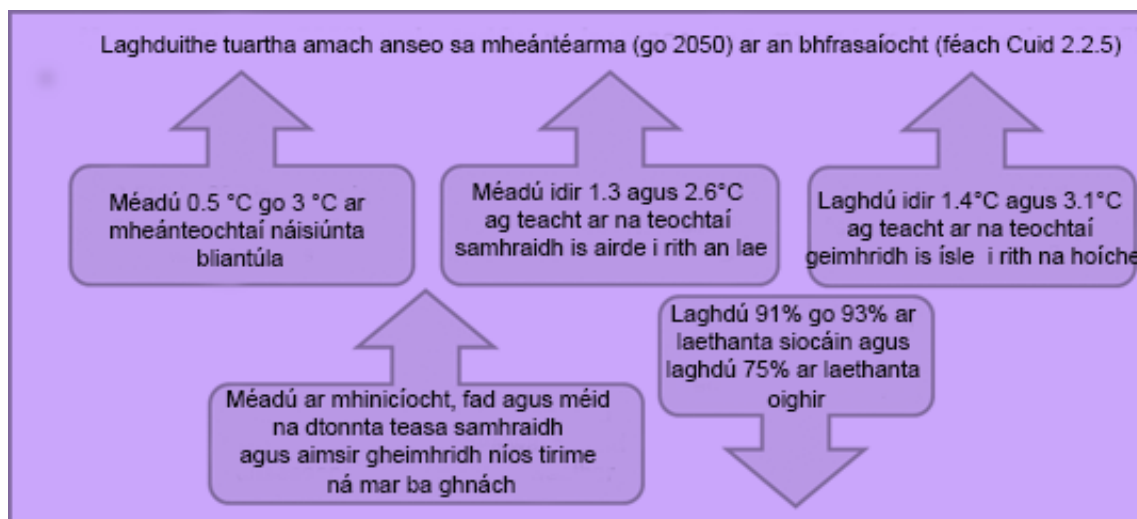 Laghduithe tuartha amach anseo sa mheántéarma (go 2050) ar an bhfrasaíocht (féach Cuid 2.2.5)
Méadú 0.5 °C go 3 °C ar
mheánteochtaí náisiúnta
bliantúla
Méadú idir 1.3 agus 2.6°C
ag teacht ar na teochtaí
samhraidh is airde i rith an lae
Laghdú idir 1.4°C agus 3.1°C
ag teacht ar na teochtaí
geimhridh is ísle i rith na hoíche
Méadú ar mhinicíocht, fad agus méid
na dtonnta teasa samhraidh
agus aimsir gheimhridh níos tirime
ná mar ba ghnách
Laghdú 91% go 93% ar
laethanta siocáin agus
laghdú 75% ar laethanta
oighir